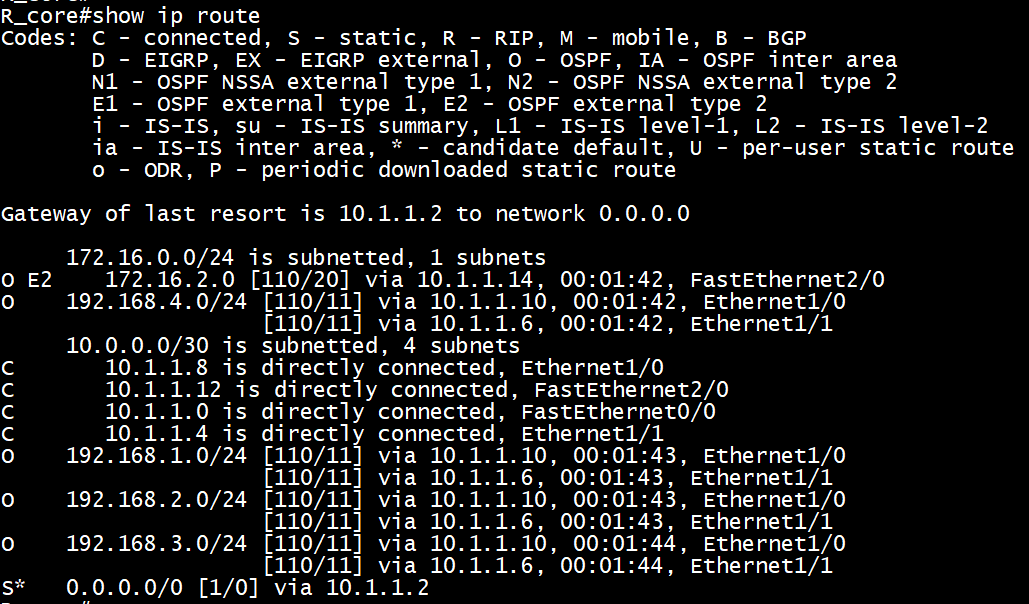 R_core#show ip route
Codes: C - connected, S - static, R - RIP, M - mobile, B - BGP
       D - EIGRP, EX - EIGRP external, O - OSPF, IA - OSPF inter area
       N1 - OSPF NSSA external type 1, N2 - OSPF NSSA external type 2
       E1 - OSPF external type 1, E2 - OSPF external type 2
       i - IS-IS, su - IS-IS summary, L1 - IS-IS level-1, L2 - IS-IS level-2
       ia - IS-IS inter area, * - candidate default, U - per-user static route
       o - ODR, P - periodic downloaded static route

Gateway of last resort is 10.1.1.2 to network 0.0.0.0

     172.16.0.0/24 is subnetted, 1 subnets
O E2    172.16.2.0 [110/20] via 10.1.1.14, 00:01:42, FastEthernet2/0
O    192.168.4.0/24 [110/11] via 10.1.1.10, 00:01:42, Ethernet1/0
                    [110/11] via 10.1.1.6, 00:01:42, Ethernet1/1
     10.0.0.0/30 is subnetted, 4 subnets
C       10.1.1.8 is directly connected, Ethernet1/0
C       10.1.1.12 is directly connected, FastEthernet2/0
C       10.1.1.0 is directly connected, FastEthernet0/0
C       10.1.1.4 is directly connected, Ethernet1/1
O    192.168.1.0/24 [110/11] via 10.1.1.10, 00:01:43, Ethernet1/0
                    [110/11] via 10.1.1.6, 00:01:43, Ethernet1/1
O    192.168.2.0/24 [110/11] via 10.1.1.10, 00:01:43, Ethernet1/0
                    [110/11] via 10.1.1.6, 00:01:43, Ethernet1/1
O    192.168.3.0/24 [110/11] via 10.1.1.10, 00:01:44, Ethernet1/0
                    [110/11] via 10.1.1.6, 00:01:44, Ethernet1/1
S*   0.0.0.0/0 [1/0] via 10.1.1.2